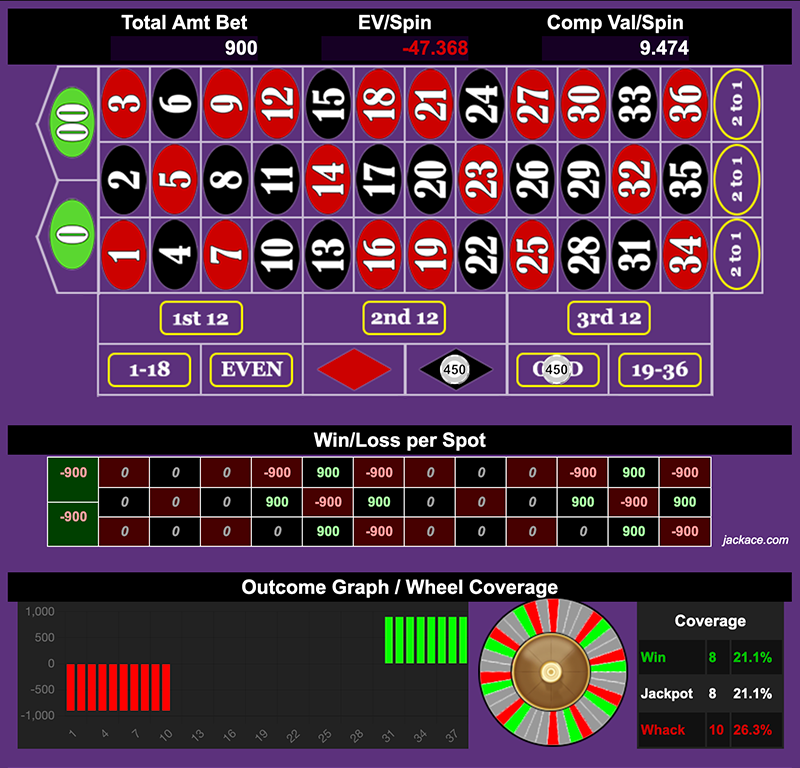 Total Amt Bet EV/Spin Comp Val/Spin
900 -47.368 9.474
00 3 6 9 12 15 18 21 24 27 30 33 36 2 to 1
2 5 8 11 14 17 20 23 26 29 32 35 2 to 1
0 1 4 7 10 13 16 19 22 25 28 31 34 2 to 1
1st 12 2nd 12 3rd 12
1-18 EVEN 450 450 19-36
Win/Loss per Spot
-900 0 0 0 -900 900 -900 0 0 0 -900 900 -900
0 0 0 900 -900 900 0 0 0 900 -900 900
-900 0 0 0 0 900 -900 0 0 0 0 900 -900
jackace.com
Outcome Graph / Wheel Coverage
1,000
500
0
-500
-1,000
1 4 7 10 13 16 19 22 25 28 31 34 37
Coverage
Win 8 21.1%
Jackpot 8 21.1%
Whack 10 26.3%